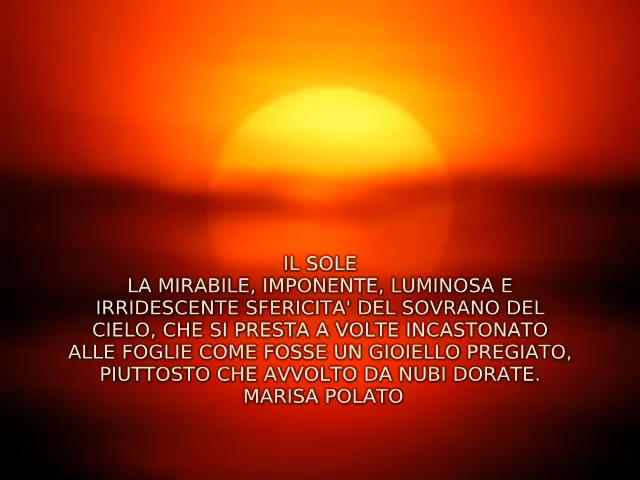 IL SOLE
LA MIRABILE, IMPONENTE, LUMINOSA E
IRRIDESCENTE SFERICITA' DEL SOVRANO DEL
CIELO, CHE SI PRESTA A VOLTE INCASTONATO
ALLE FOGLIE COME FOSSE UN GIOIELLO PREGIATO,
PIUTTOSTO CHE AVVOLTO DA NUBI DORATE.
MARISA POLATO